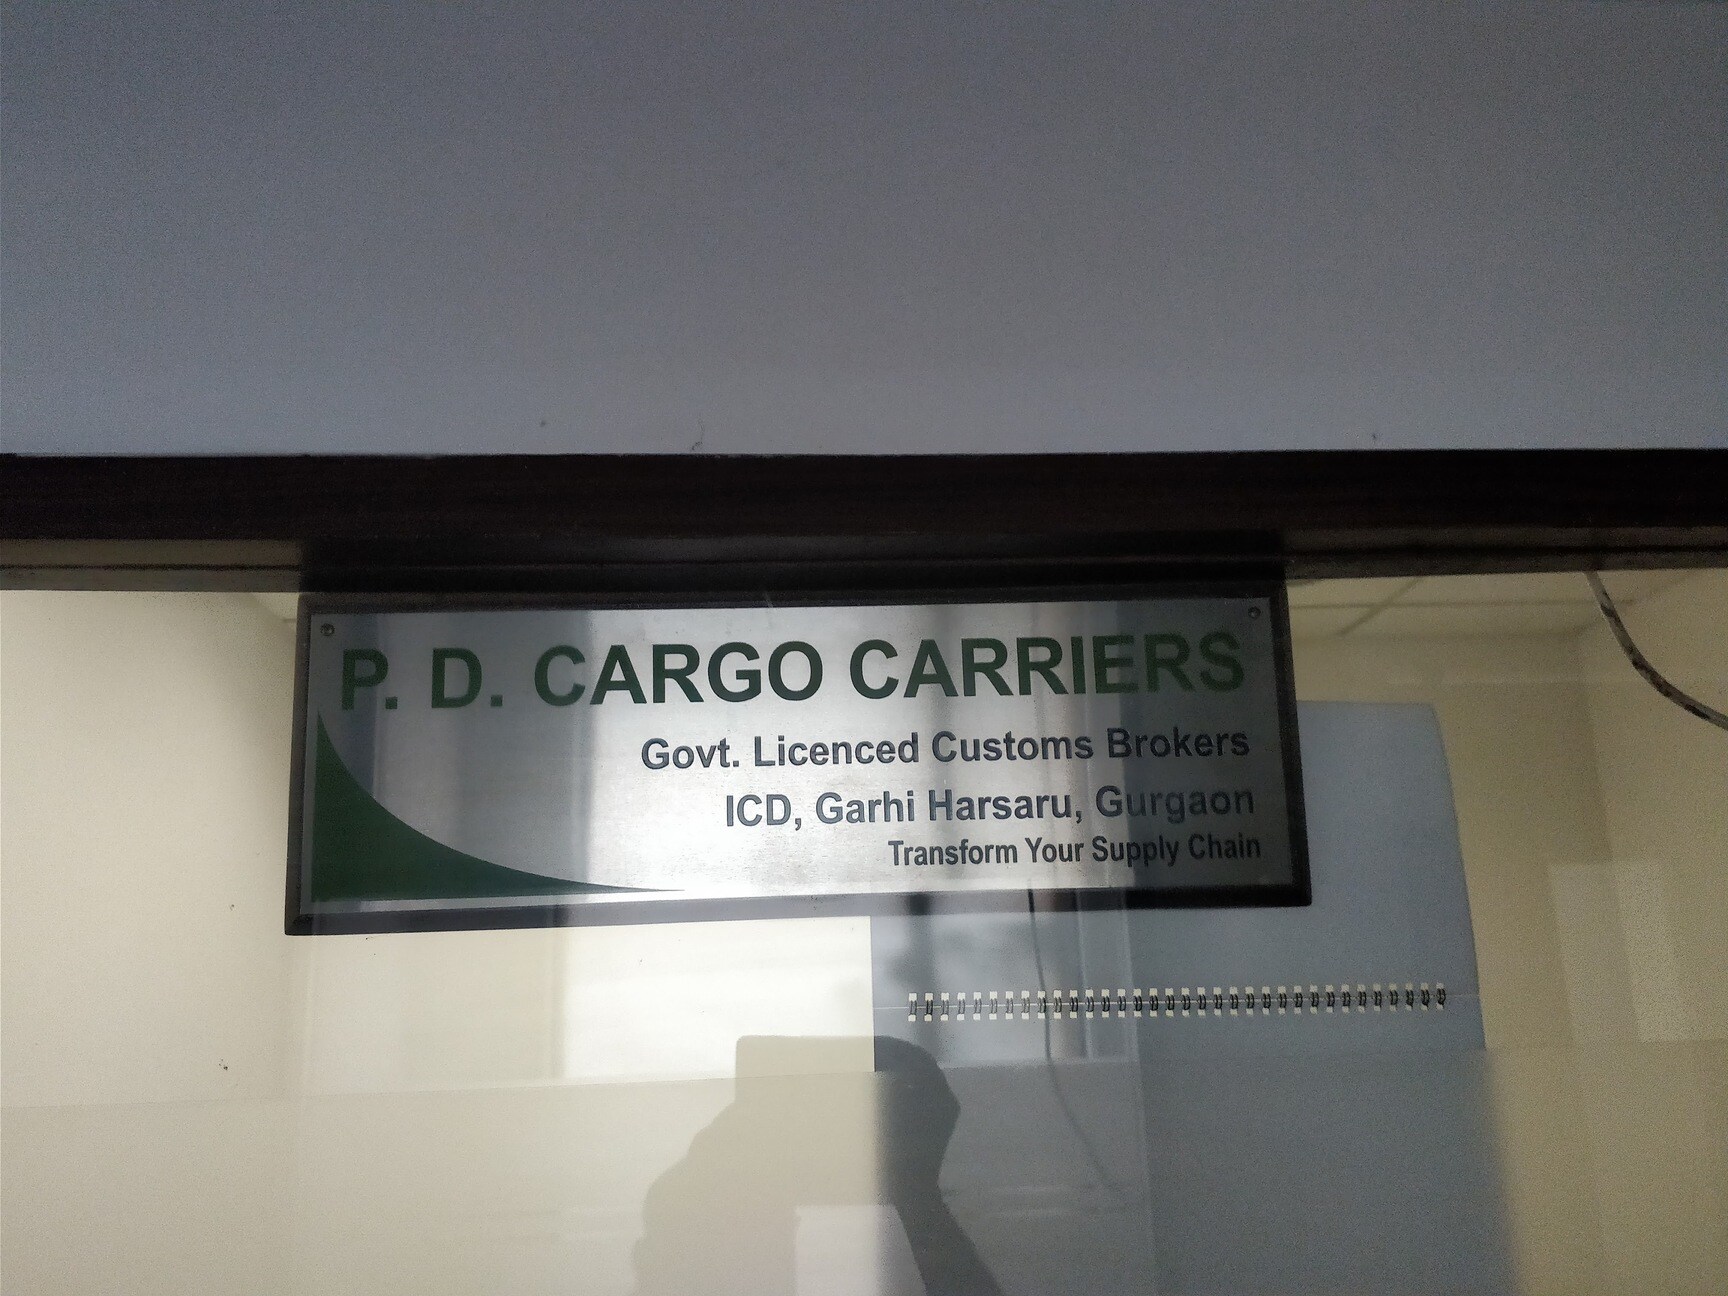 P. D. CARGO CARRIERS
Govt. Licenced Customs Brokers
ICD, Garhi Harsaru, Gurgaon
Transform Your Supply Chain